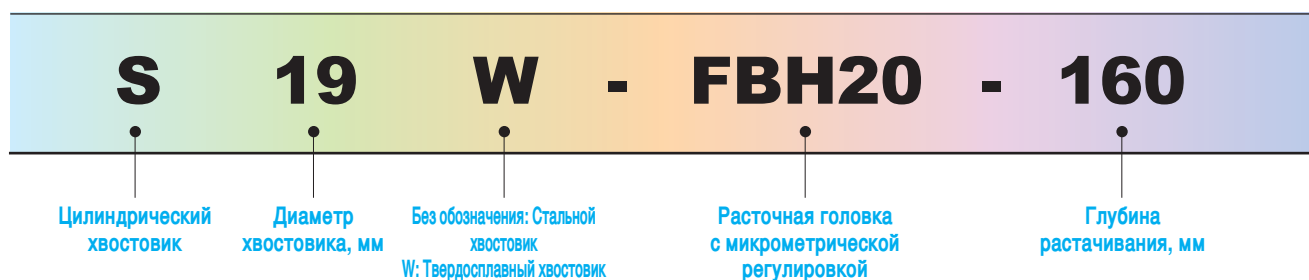 S 19 W - FBH20 - 160
Цилиндрический
хвостовик
Диаметр
хвостовика, мм
Без обозначения: Стальной
хвостовик
W: Твердосплавный хвостовик
Расточная головка
с микрометрической
регулировкой
Глубина
растачивания, мм